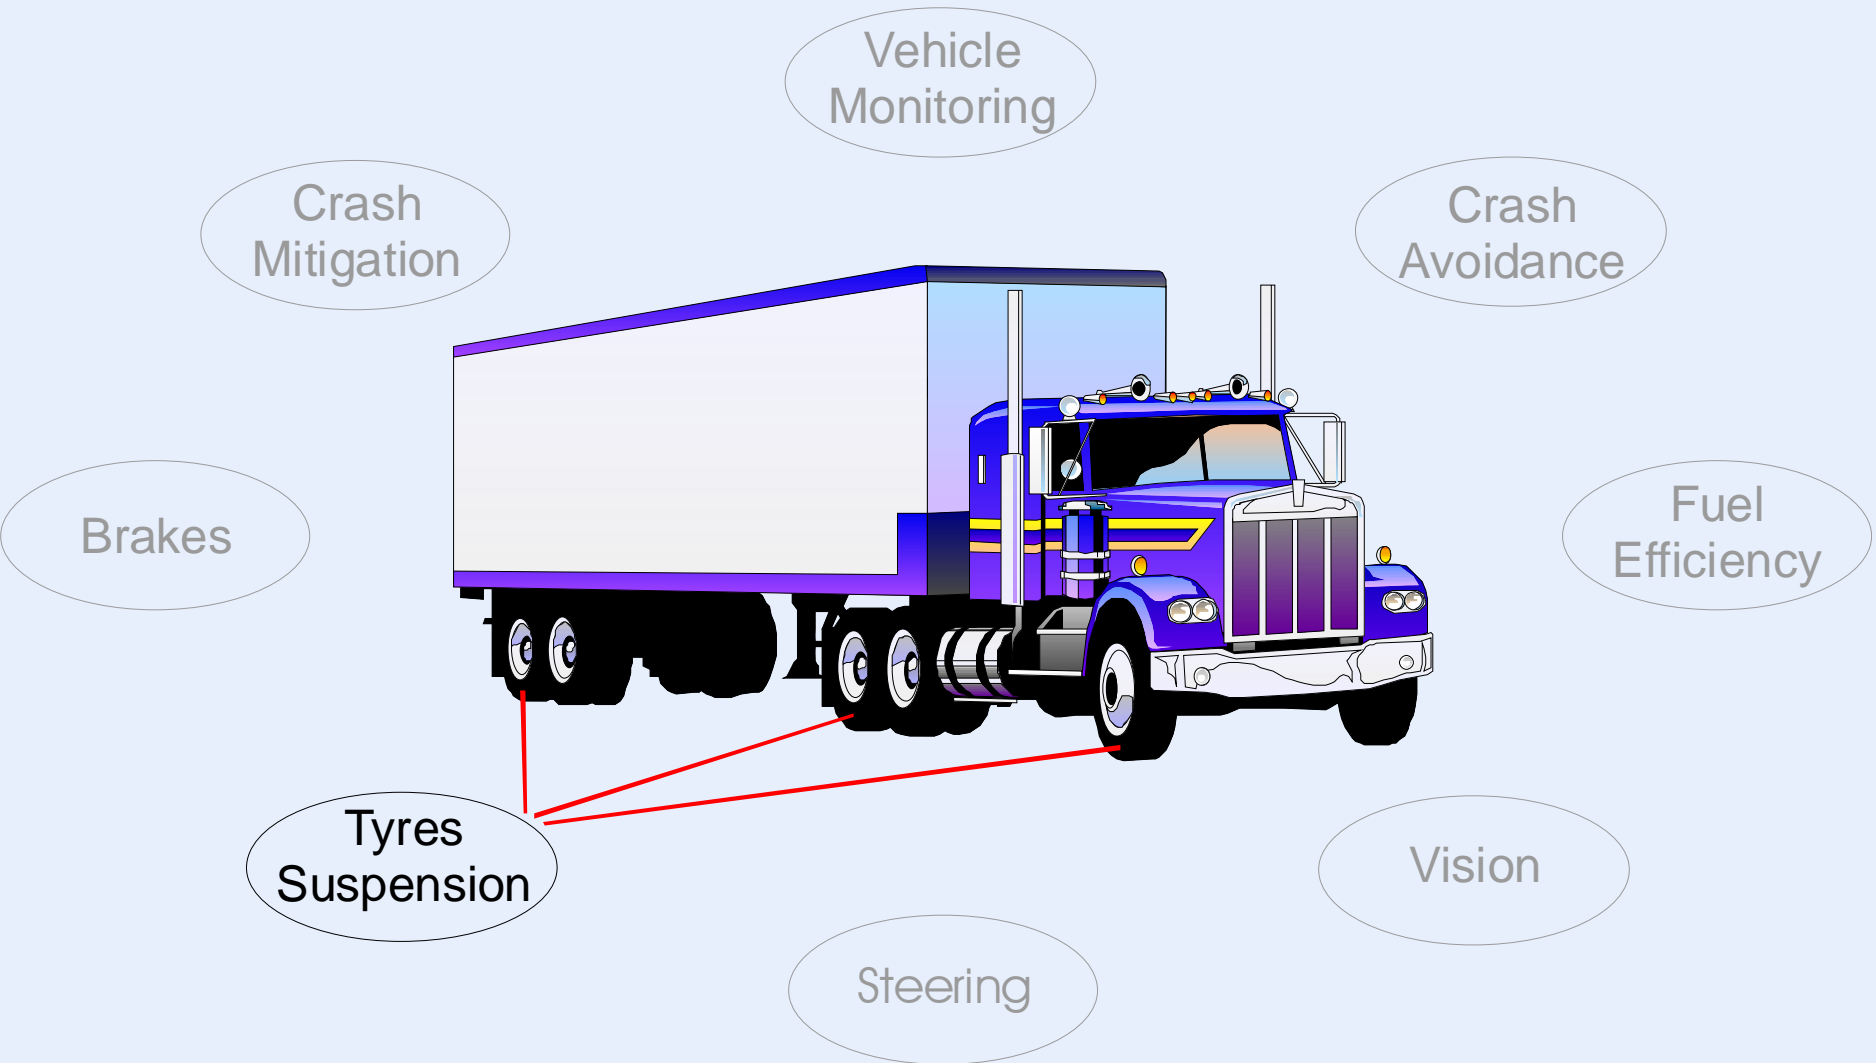 Vehicle
Monitoring
Crash
Mitigation
Crash
Avoidance
Brakes
Fuel
Efficiency
Tyres
Suspension
Vision
Steering